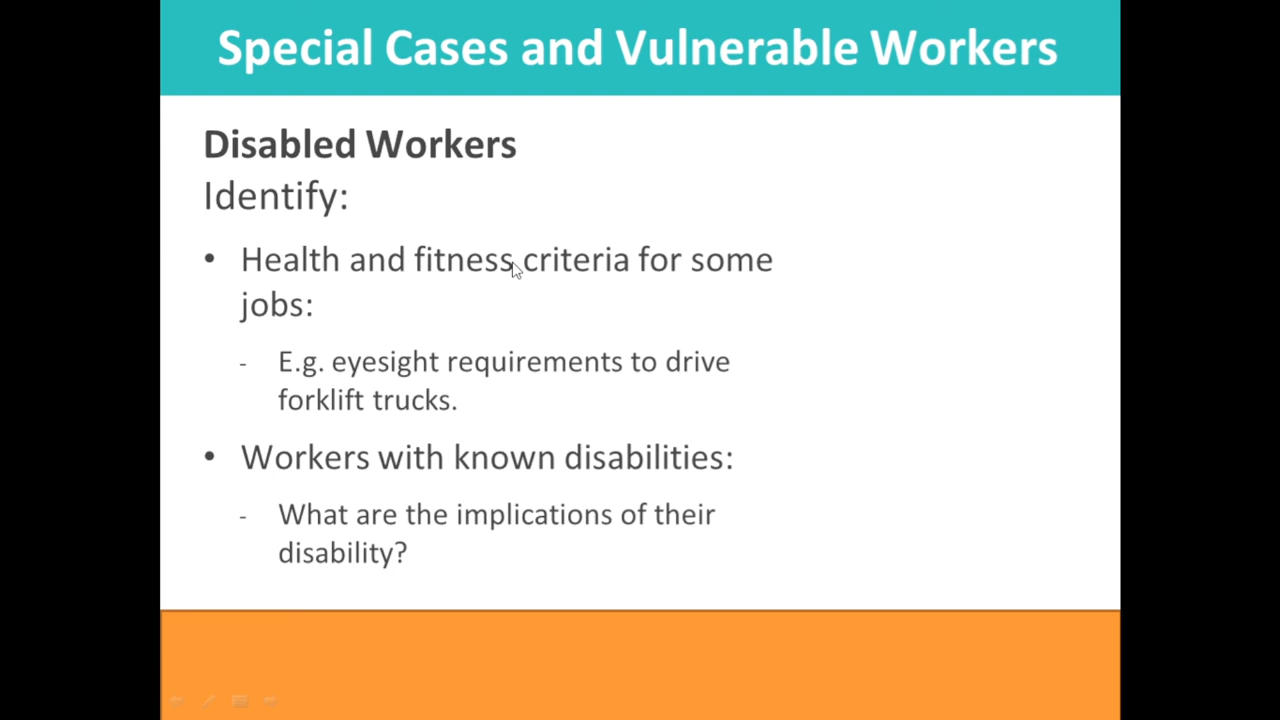 Special Cases and Vulnerable Workers
Disabled Workers
Identify:
• Health and fitness criteria for some
jobs:
- E.g. eyesight requirements to drive
forklift trucks.
• Workers with known disabilities:
- What are the implications of their
disability?